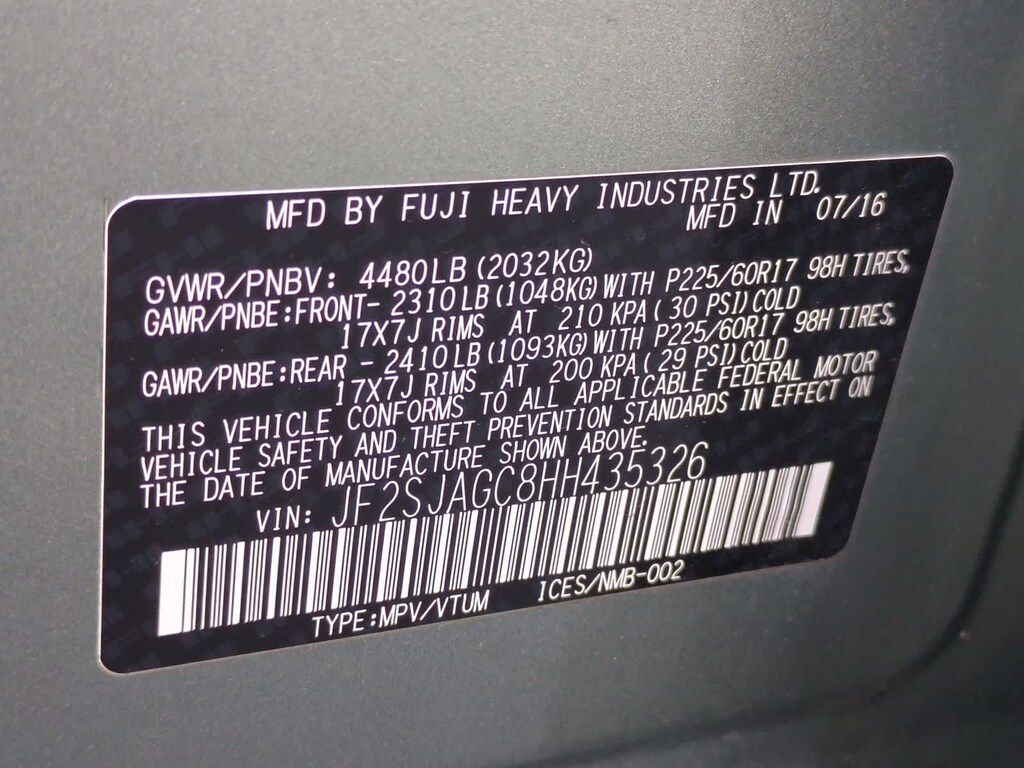 MFD BY FUJI HEAVY INDUSTRIES LTD.
MFD IN 07/16
GVWR/PNBV: 4480LB (2032KG)
GAWR/PNBE:FRONT- 2310LB (1048KG) WITH P225/60R17 98H TIRES,
17X7J RIMS AT 210 KPA ( 30 PSI) COLD
GAWR/PNBE:REAR - 2410LB (1093KG) WITH P225/60R17 98H TIRES,
17X7J RIMS AT 200 KPA ( 29 PSI) COLD
THIS VEHICLE CONFORMS TO ALL APPLICABLE FEDERAL MOTOR
VEHICLE SAFETY AND THEFT PREVENTION STANDARDS IN EFFECT ON
THE DATE OF MANUFACTURE SHOWN ABOVE.
VIN: JF2SJAGC8HH435326
TYPE:MPV/VTUM ICES/NMB-002